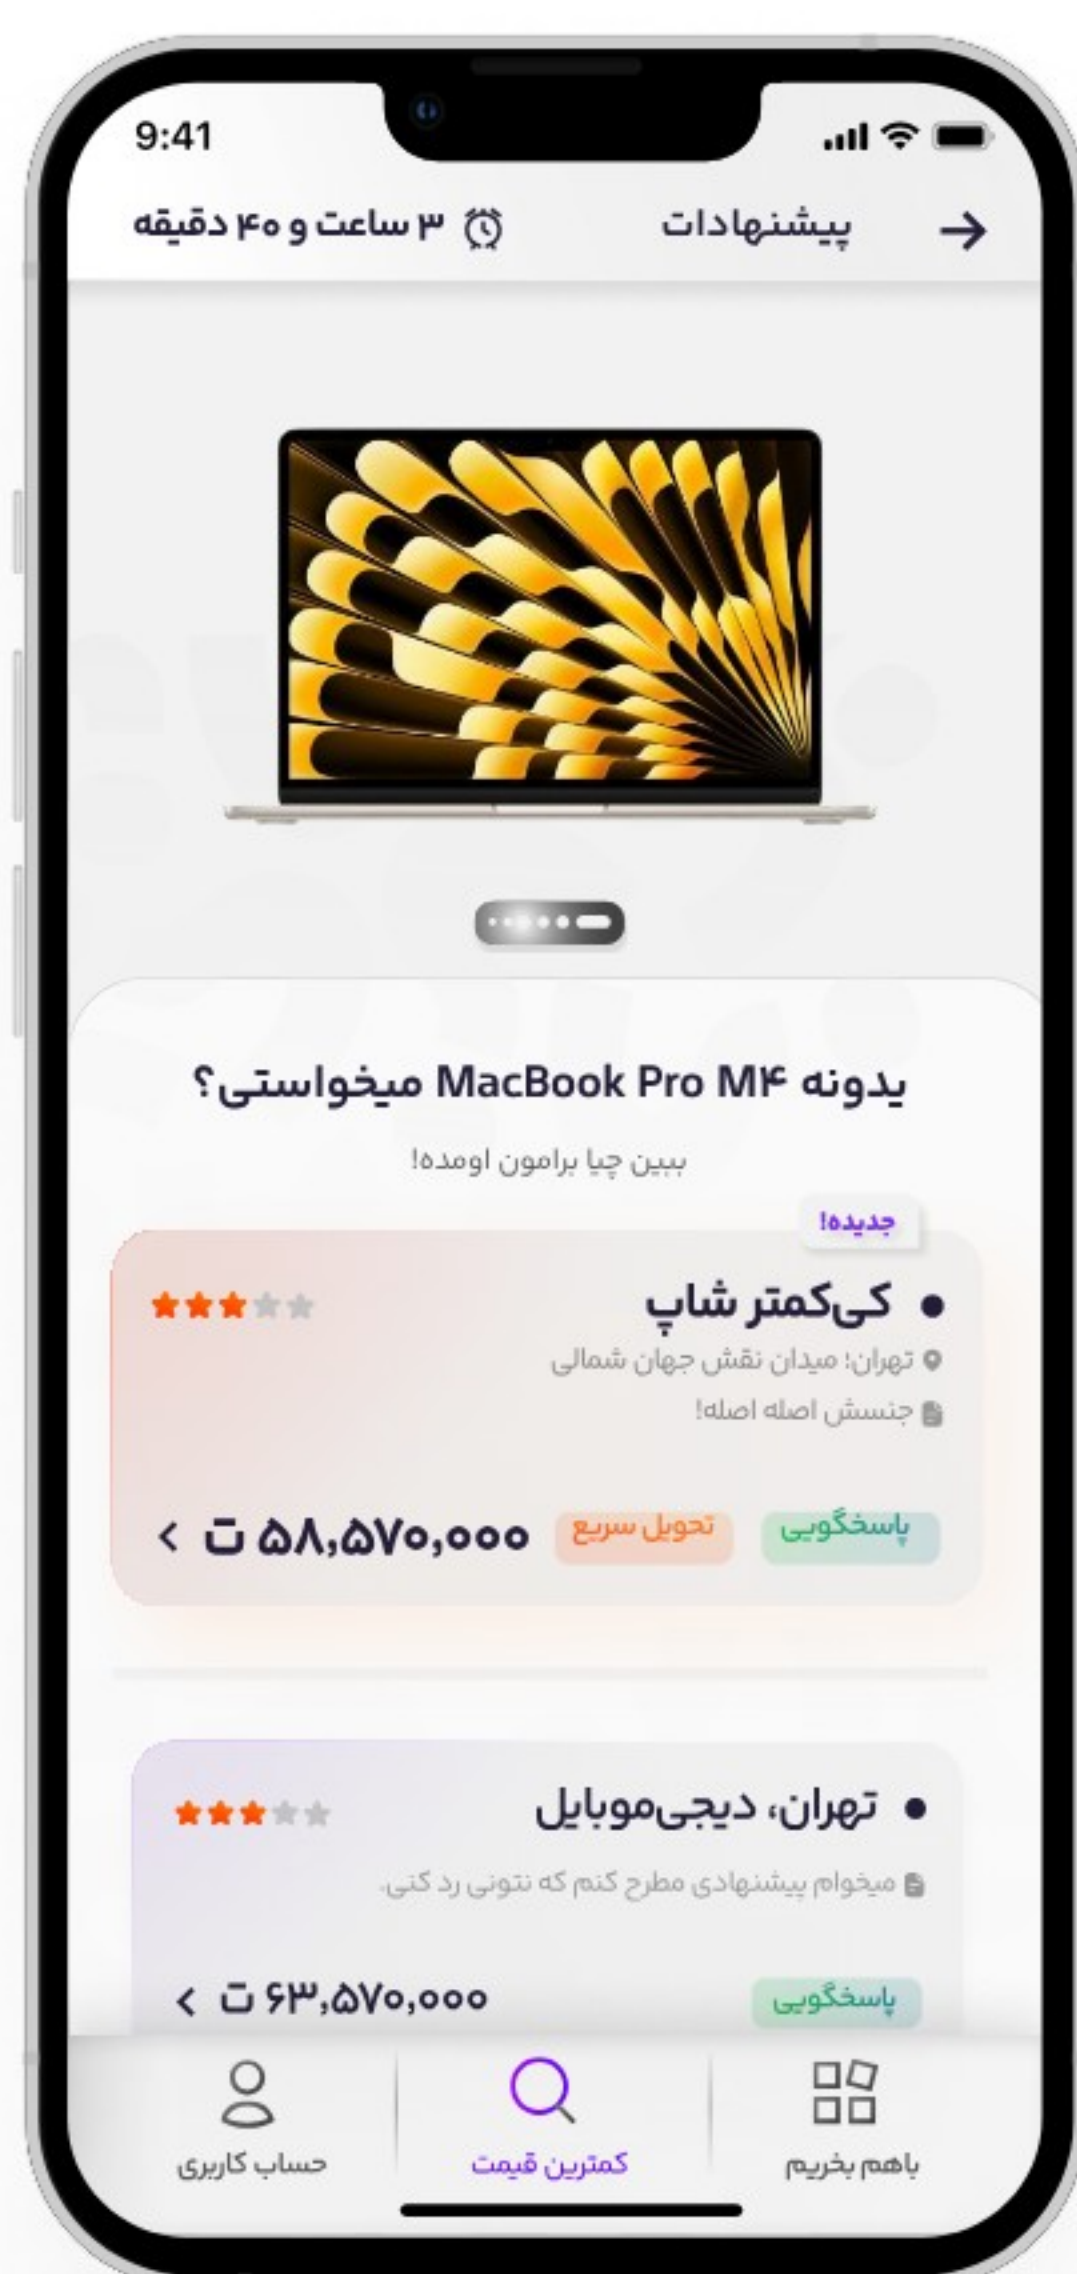 9:41
پیشنهادات
۳ ساعت و ۴۰ دقیقه
یدونه MacBook Pro M۴ میخواستی؟
ببین چیا برامون اومده!
جدیده!
کی‌کمتر شاپ
تهران؛ میدان نقش جهان شمالی
جنسش اصله اصله!
پاسخگویی
تحویل سریع
۵۸,۵۷۰,۰۰۰ ت
تهران، دیجی‌موبایل
میخوام پیشنهادی مطرح کنم که نتونی رد کنی.
پاسخگویی
۶۳,۵۷۰,۰۰۰ ت
باهم بخریم
کمترین قیمت
حساب کاربری